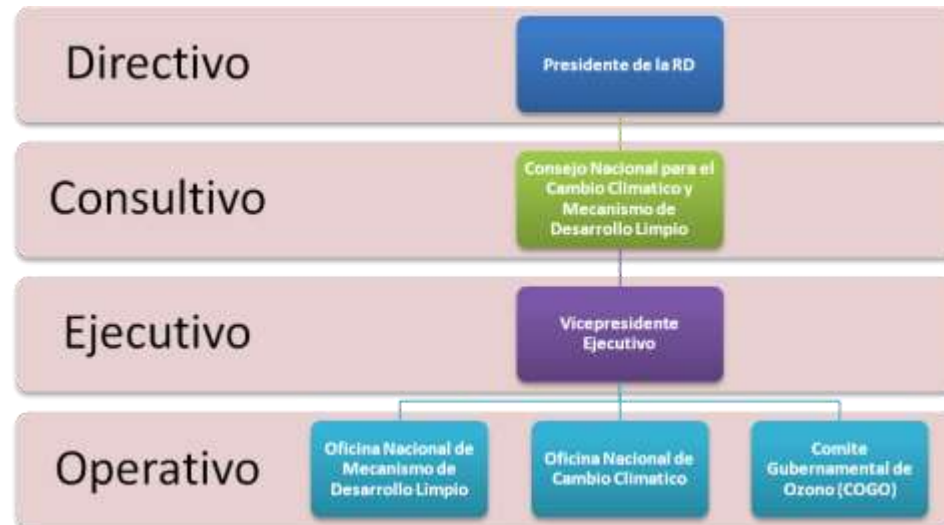 Directivo
Presidente de la RD
Consultivo
Consejo Nacional para el
Cambio Climatico y
Mecanismo de
Desarrollo Limpio
Ejecutivo
Vicepresidente
Ejecutivo
Operativo
Oficina Nacional de
Mecanismo de
Desarrollo Limpio
Oficina Nacional de
Cambio Climatico
Comite
Gubernamental de
Ozono (COGO)